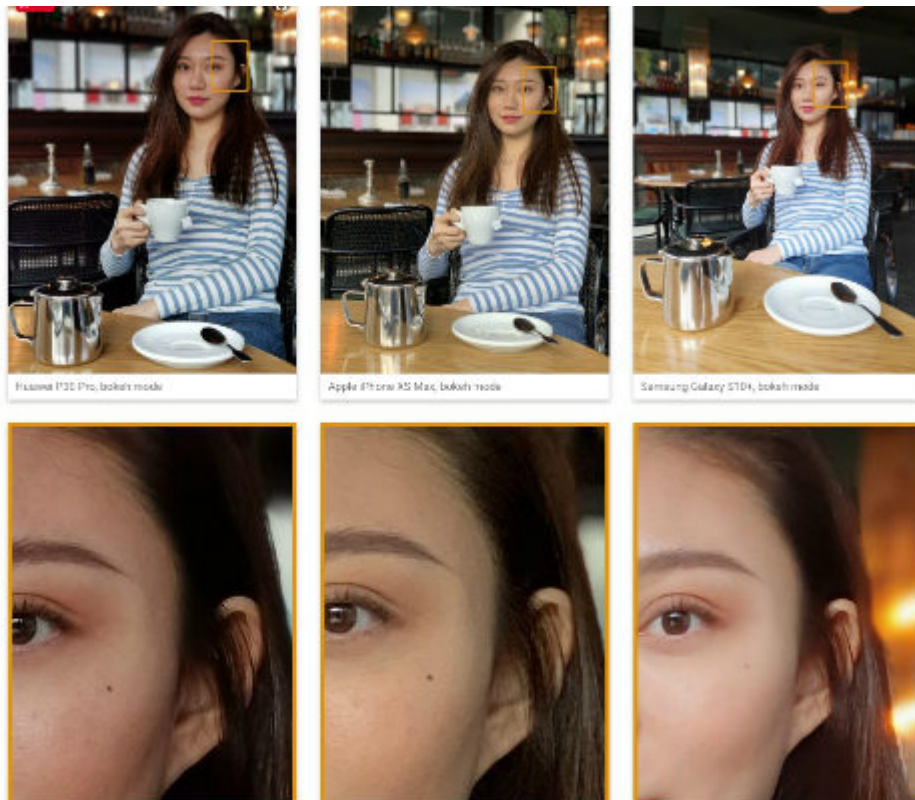 Huawei P30 Pro, bokeh mode
Apple iPhone XS Max, bokeh mode
Samsung Galaxy S10+, bokeh mode